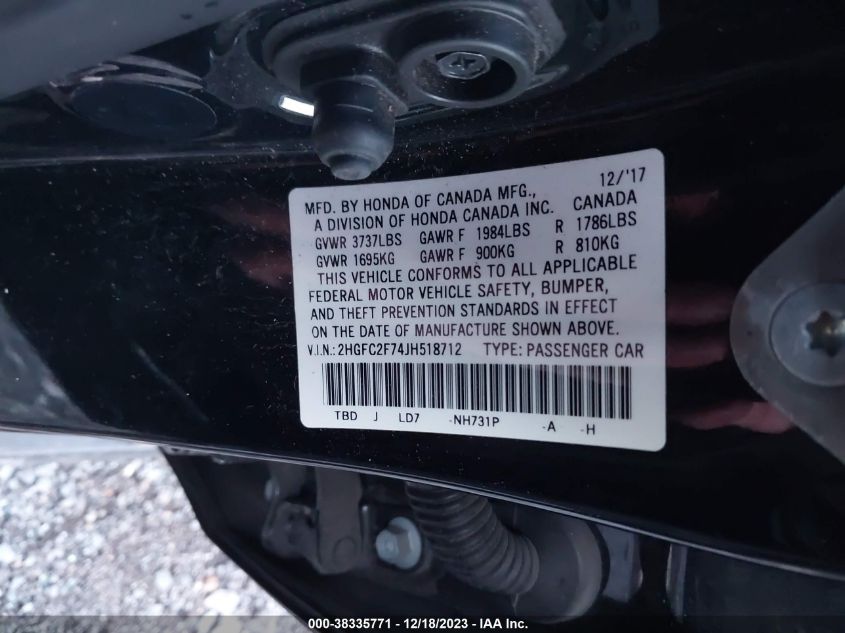 12/'17
MFD. BY HONDA OF CANADA MFG.,
A DIVISION OF HONDA CANADA INC. CANADA
GVWR 3737LBS GAWR F 1984LBS R 1786LBS
GVWR 1695KG GAWR F 900KG R 810KG
THIS VEHICLE CONFORMS TO ALL APPLICABLE
FEDERAL MOTOR VEHICLE SAFETY, BUMPER,
AND THEFT PREVENTION STANDARDS IN EFFECT
ON THE DATE OF MANUFACTURE SHOWN ABOVE.
V.I.N.: 2HGFC2F74JH518712 TYPE: PASSENGER CAR
TBD J LD7 -NH731P -A -H
000-38335771 - 12/18/2023 - IAA Inc.